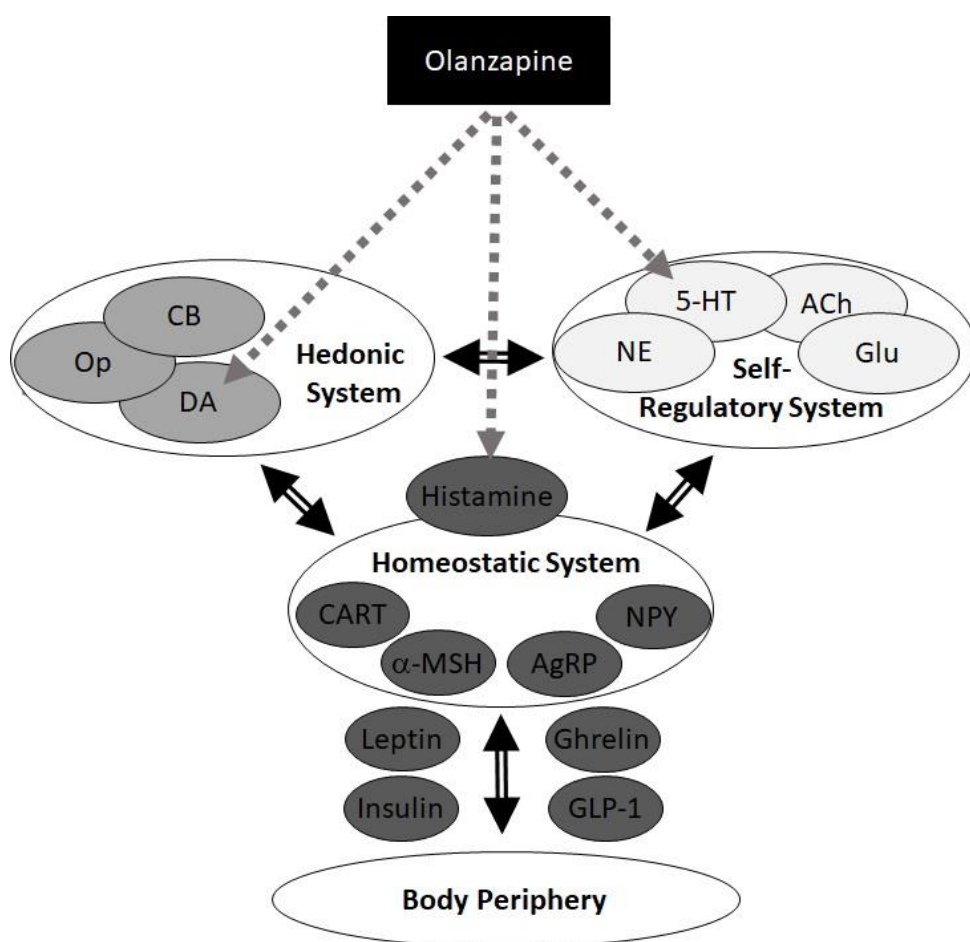 Olanzapine
CB
Op
DA
Hedonic
System
5-HT
ACh
NE
Glu
Self-
Regulatory System
Histamine
Homeostatic System
CART
NPY
α-MSH
AgRP
Leptin
Ghrelin
Insulin
GLP-1
Body Periphery